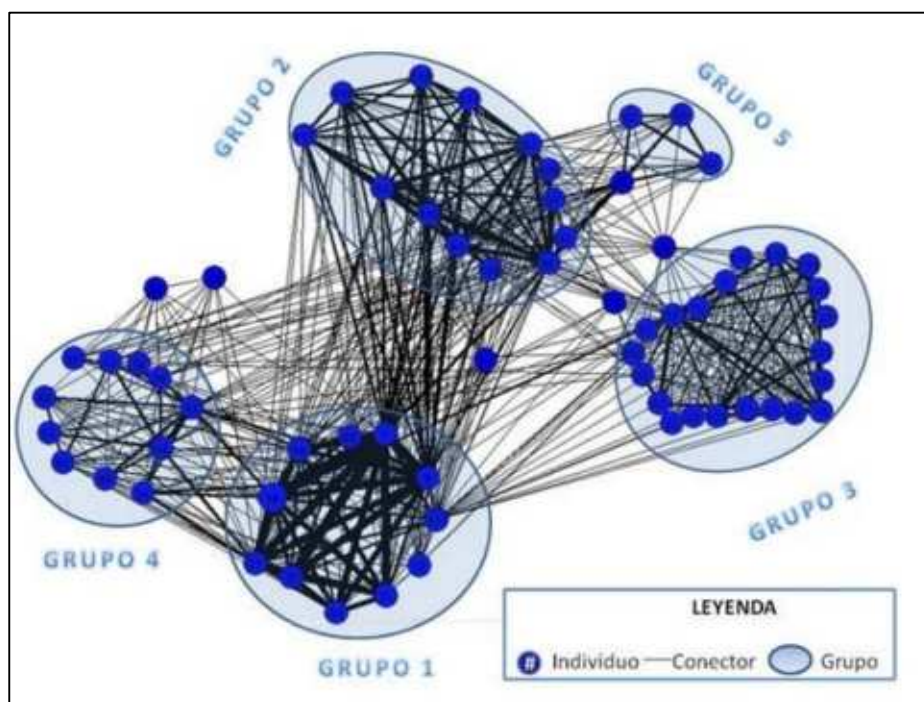 GRUPO 2
GRUPO 5
GRUPO 3
GRUPO 4
GRUPO 1
LEYENDA
# Individuo
Conector
Grupo